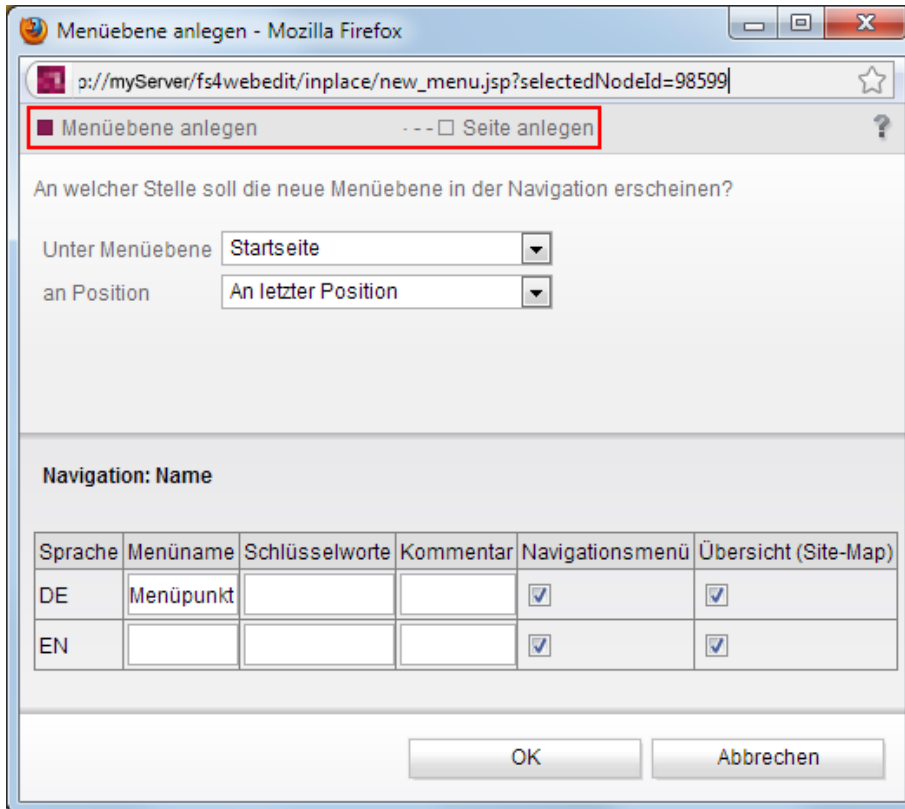 Menüebene anlegen - Mozilla Firefox
p://myServer/fs4webedit/inplace/new_menu.jsp?selectedNodeId=98599
Menüebene anlegen - - - Seite anlegen ?
An welcher Stelle soll die neue Menüebene in der Navigation erscheinen?
Unter Menüebene Startseite
an Position An letzter Position
Navigation: Name
Sprache Menüname Schlüsselworte Kommentar Navigationsmenü Übersicht (Site-Map)
DE Menüpunkt
EN
OK Abbrechen